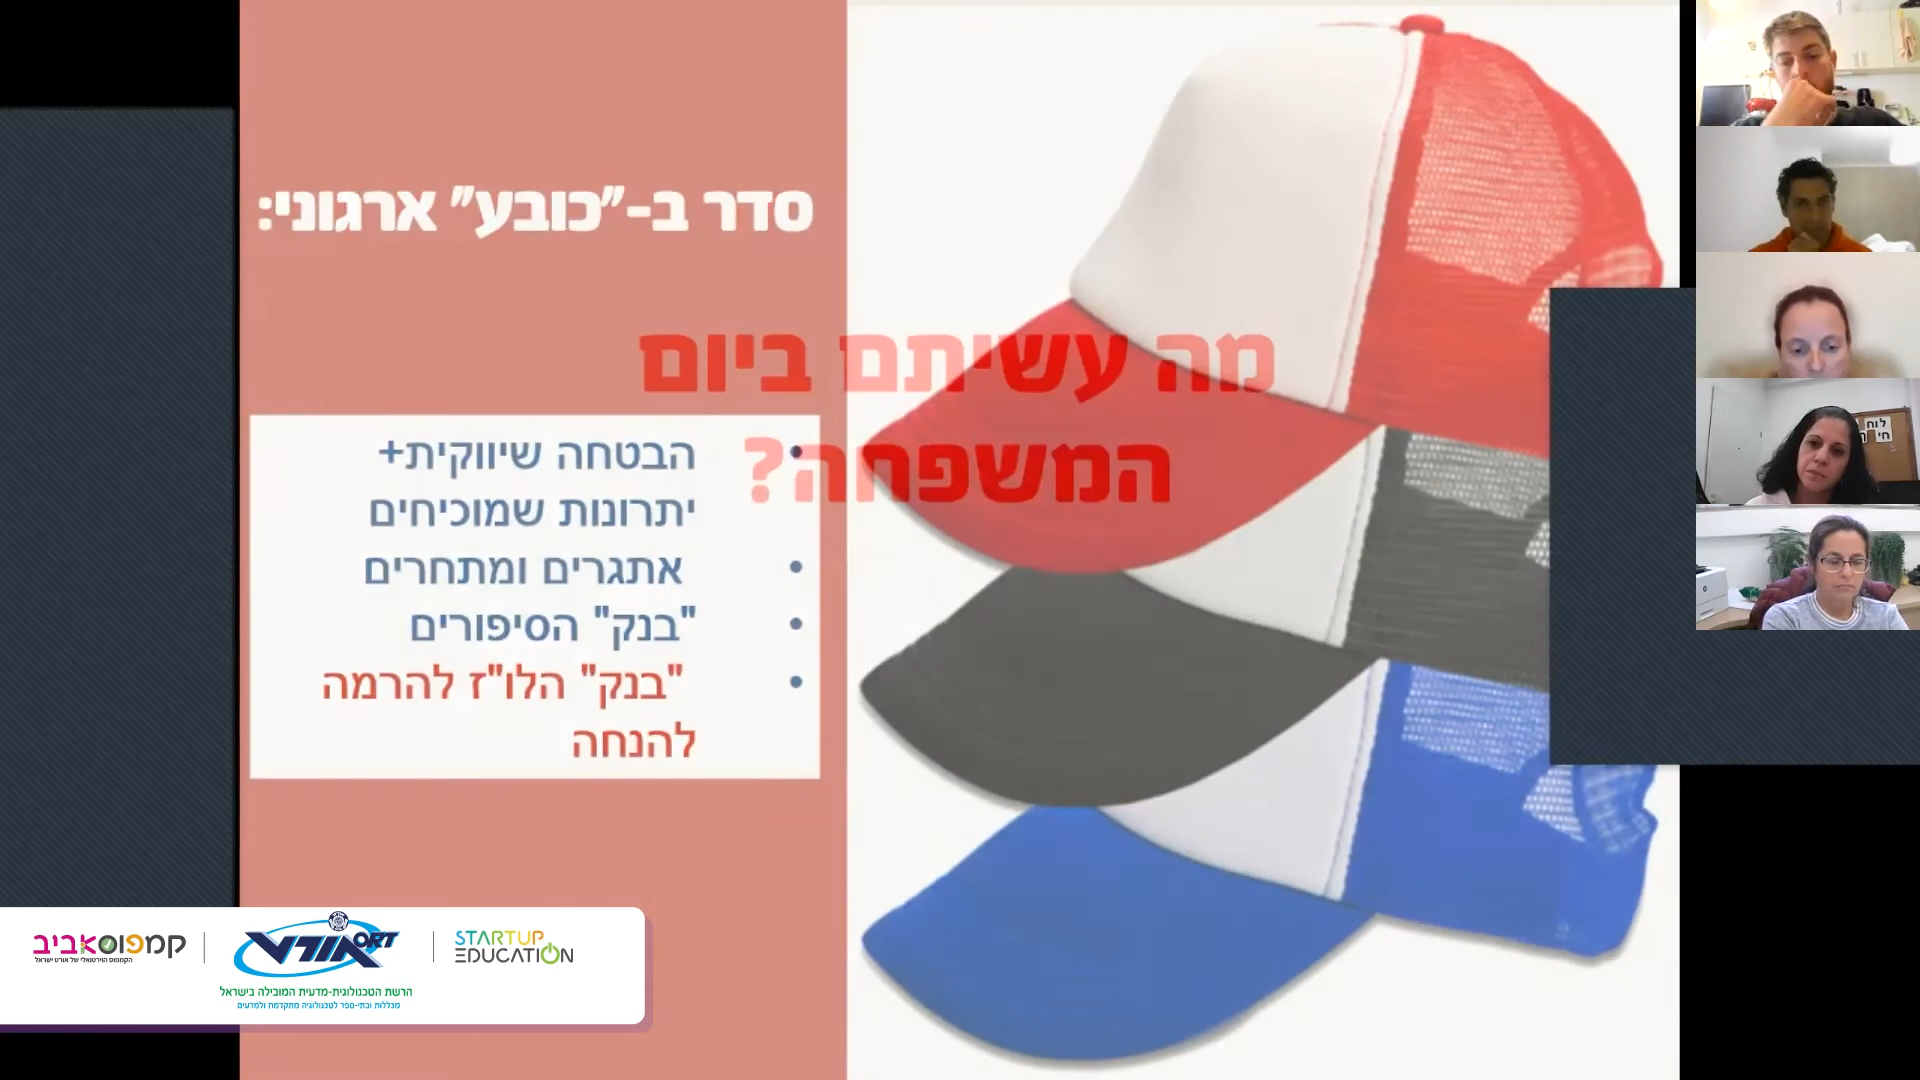 סדר ב-"כובע" ארגוני:
מה עשיתם ביום
המשפחה?
• הבטחה שיווקית+
יתרונות שמוכיחים
• אתגרים ומתחרים
• "בנק" הסיפורים
• "בנק" הלו"ז להרמה
להנחתה
לוח
קמפוסאביב
הקמפוס הוירטואלי של אורט ישראל
אורט ORT
הרשת הטכנולוגית-מדעית המובילה בישראל
מכללות ובתי-ספר לטכנולוגיה מתקדמת ולמדעים
STARTUP
EDUCATION